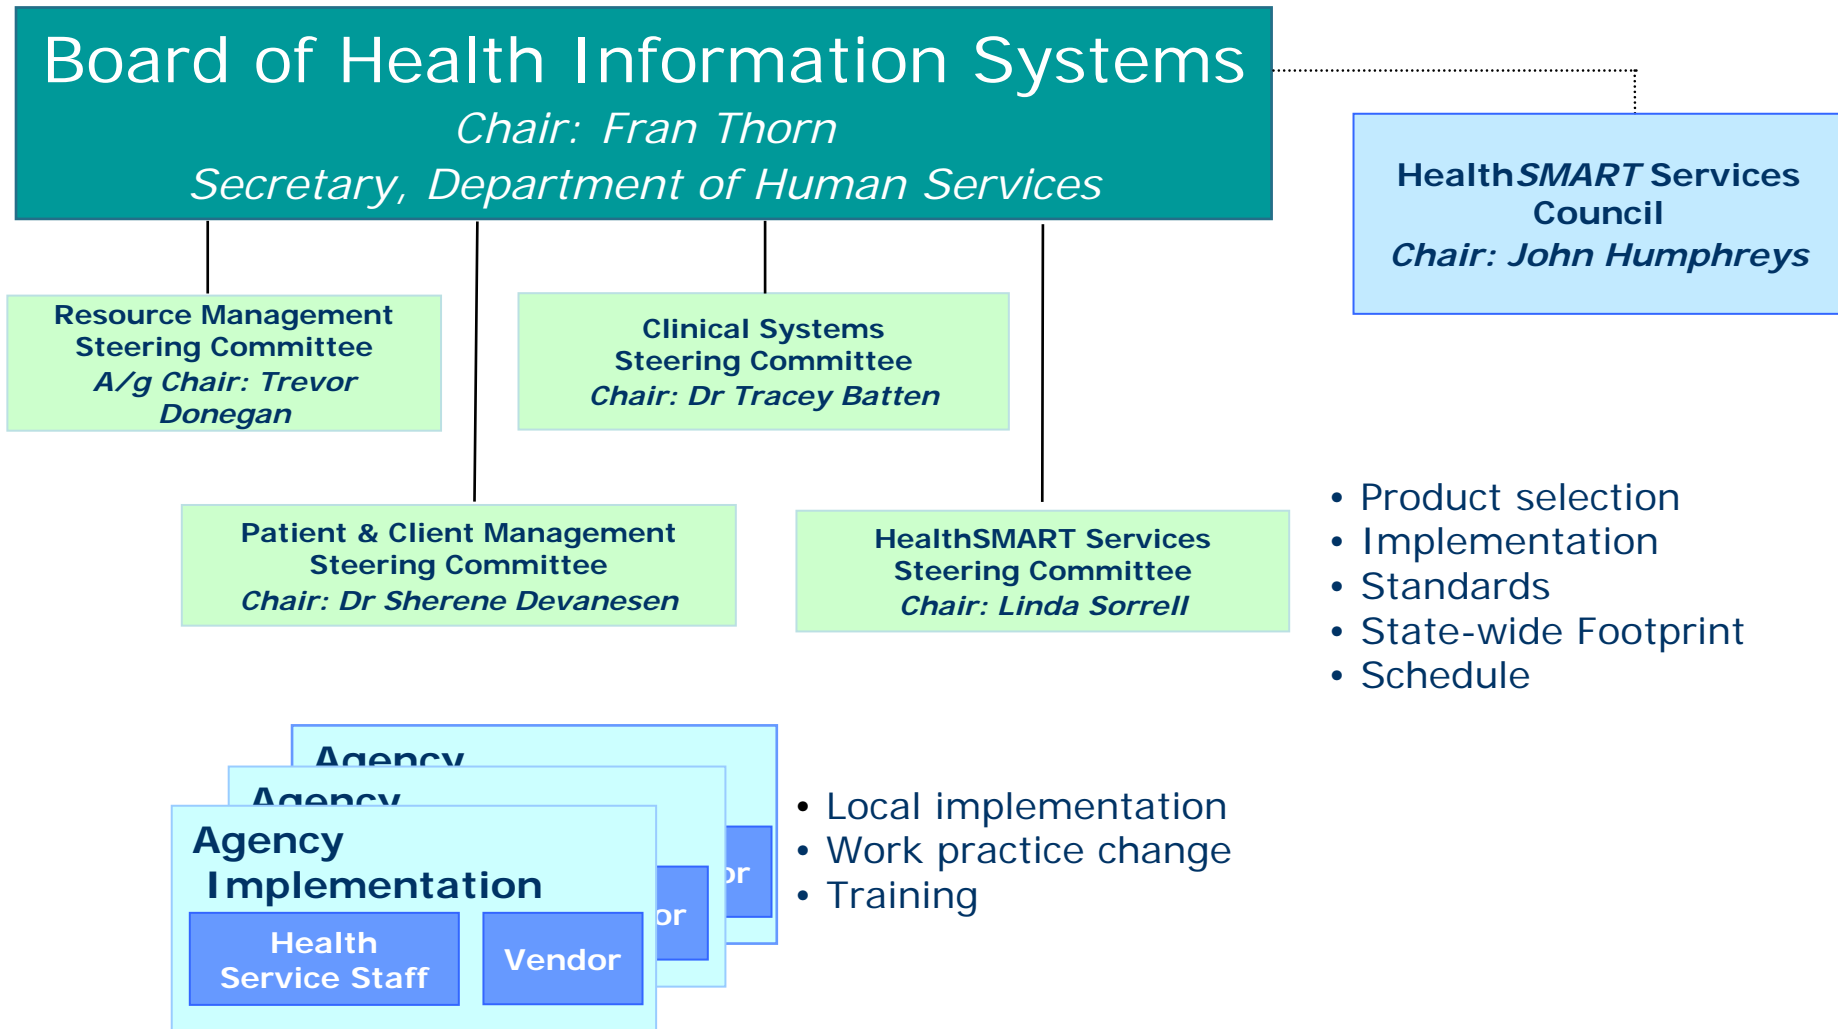 Board of Health Information Systems
Chair: Fran Thorn
Secretary, Department of Human Services
HealthSMART Services
Council
Chair: John Humphreys
Resource Management
Steering Committee
A/g Chair: Trevor
Donegan
Clinical Systems
Steering Committee
Chair: Dr Tracey Batten
Patient & Client Management
Steering Committee
Chair: Dr Sherene Devanesen
HealthSMART Services
Steering Committee
Chair: Linda Sorrell
• Product selection
• Implementation
• Standards
• State-wide Footprint
• Schedule
Agency
Agency
Agency
Implementation
Health
Service Staff
Vendor
or
or
• Local implementation
• Work practice change
• Training